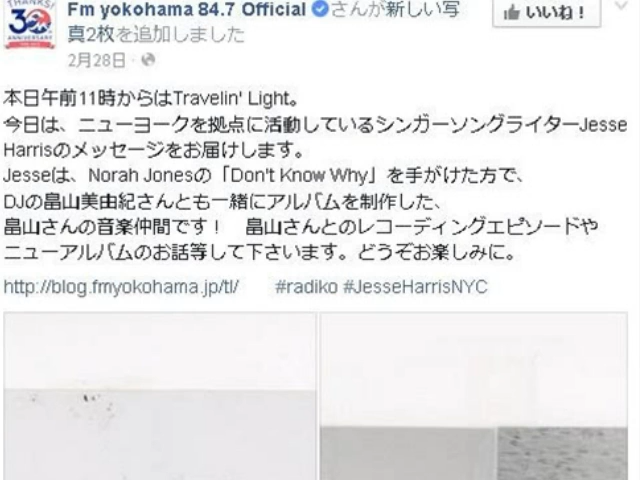 THANKS!
30
ANNIVERSARY
Fm yokohama 84.7 Official さんが新しい写
真2枚を追加しました
2月28日
いいね！
本日午前11時からはTravelin' Light。
今日は、ニューヨークを拠点に活動しているシンガーソングライターJesse
Harrisのメッセージをお届けします。
Jesseは、Norah Jonesの「Don't Know Why」を手がけた方で、
DJの畠山美由紀さんとも一緒にアルバムを制作した、
畠山さんの音楽仲間です！ 畠山さんとのレコーディングエピソードや
ニューアルバムのお話等して下さいます。どうぞお楽しみに。
http://blog.fmyokohama.jp/tl/ #radiko #JesseHarrisNYC